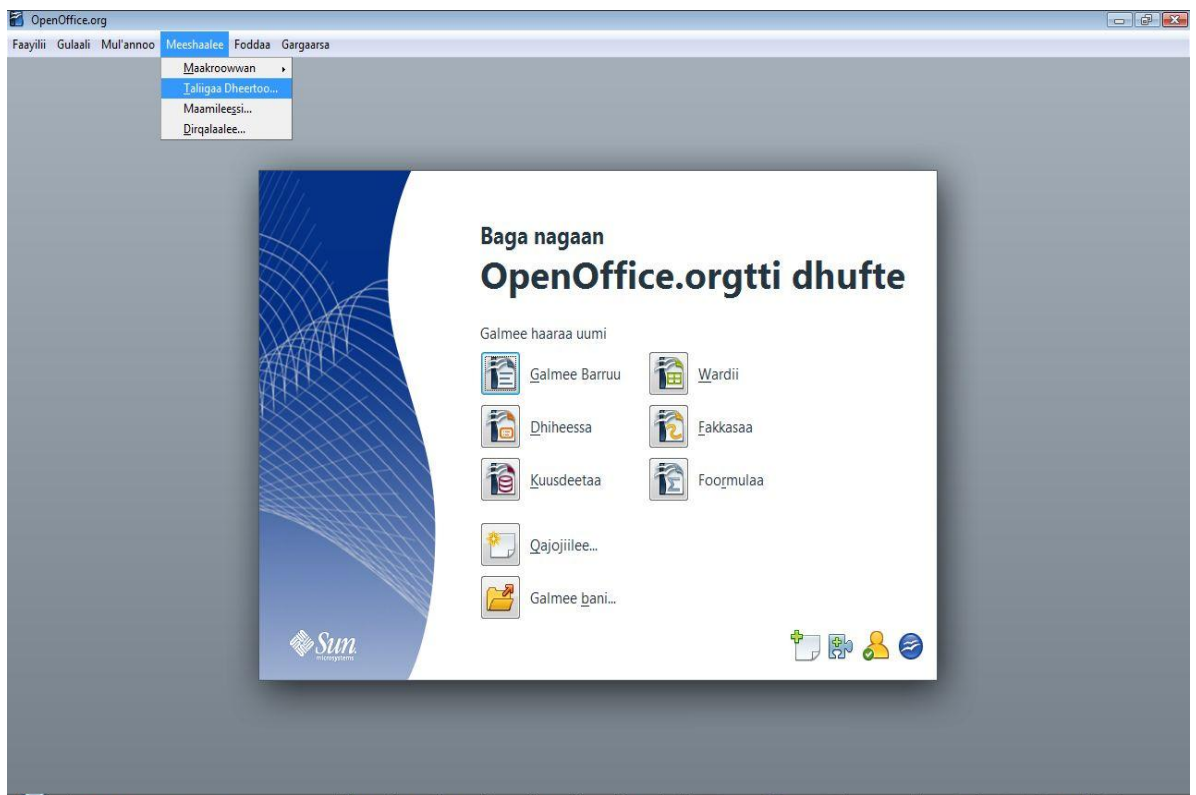 OpenOffice.org
Faayilii Gulaali Mul'annoo Meeshaalee Foddaa Gargaarsa
Maakroowwan
Taliigaa Dheertoo...
Maamileessi...
Dirqalaalee...
Baga nagaan
OpenOffice.orgtti dhufte
Galmee haaraa uumi
Galmee Barruu Wardii
Dhiheessa Fakkasaa
Kuusdeetaa Foormulaa
Qajojiilee...
Galmee bani...
Sun
microsystems